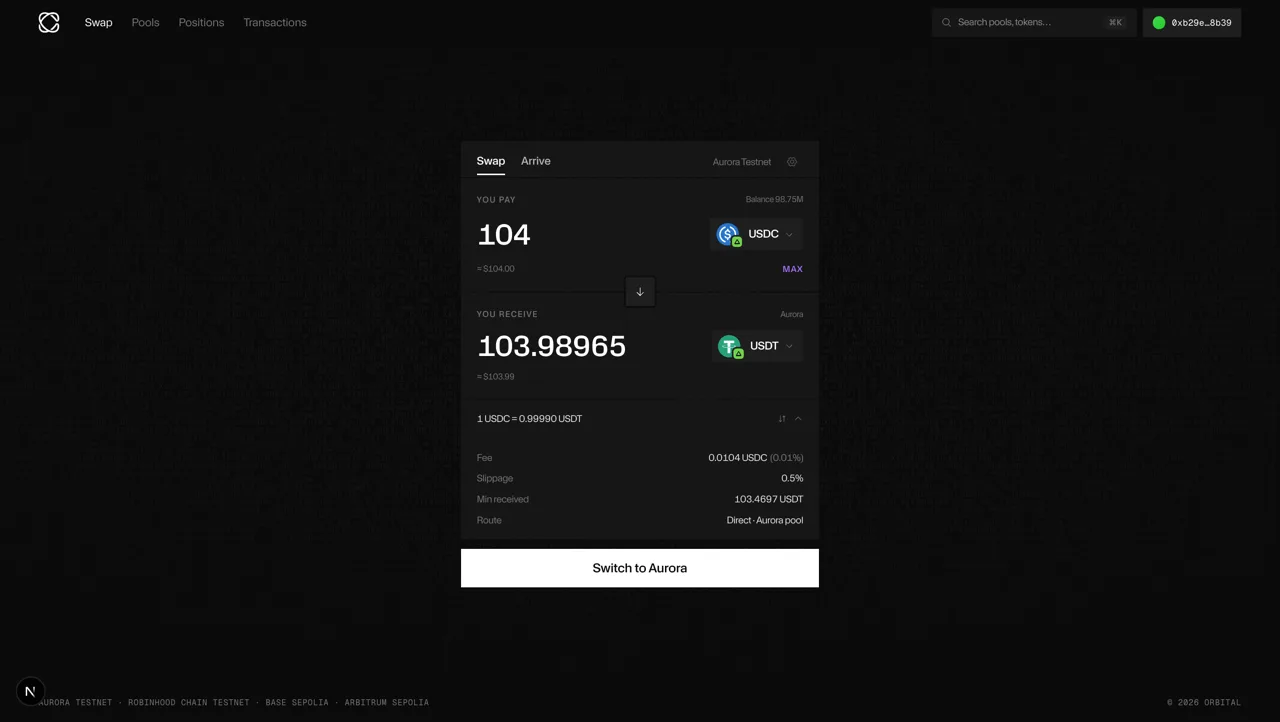 Swap Pools Positions Transactions Search pools, tokens... ⌘K 0xb29e…8b39
Swap Arrive Aurora Testnet
YOU PAY Balance 98.75M
104 USDC
≈ $104.00 MAX
YOU RECEIVE Aurora
103.98965 USDT
≈ $103.99
1 USDC = 0.99990 USDT
Fee 0.0104 USDC (0.01%)
Slippage 0.5%
Min received 103.4697 USDT
Route Direct · Aurora pool
Switch to Aurora
N
AURORA TESTNET · ROBINHOOD CHAIN TESTNET · BASE SEPOLIA · ARBITRUM SEPOLIA © 2026 ORBITAL